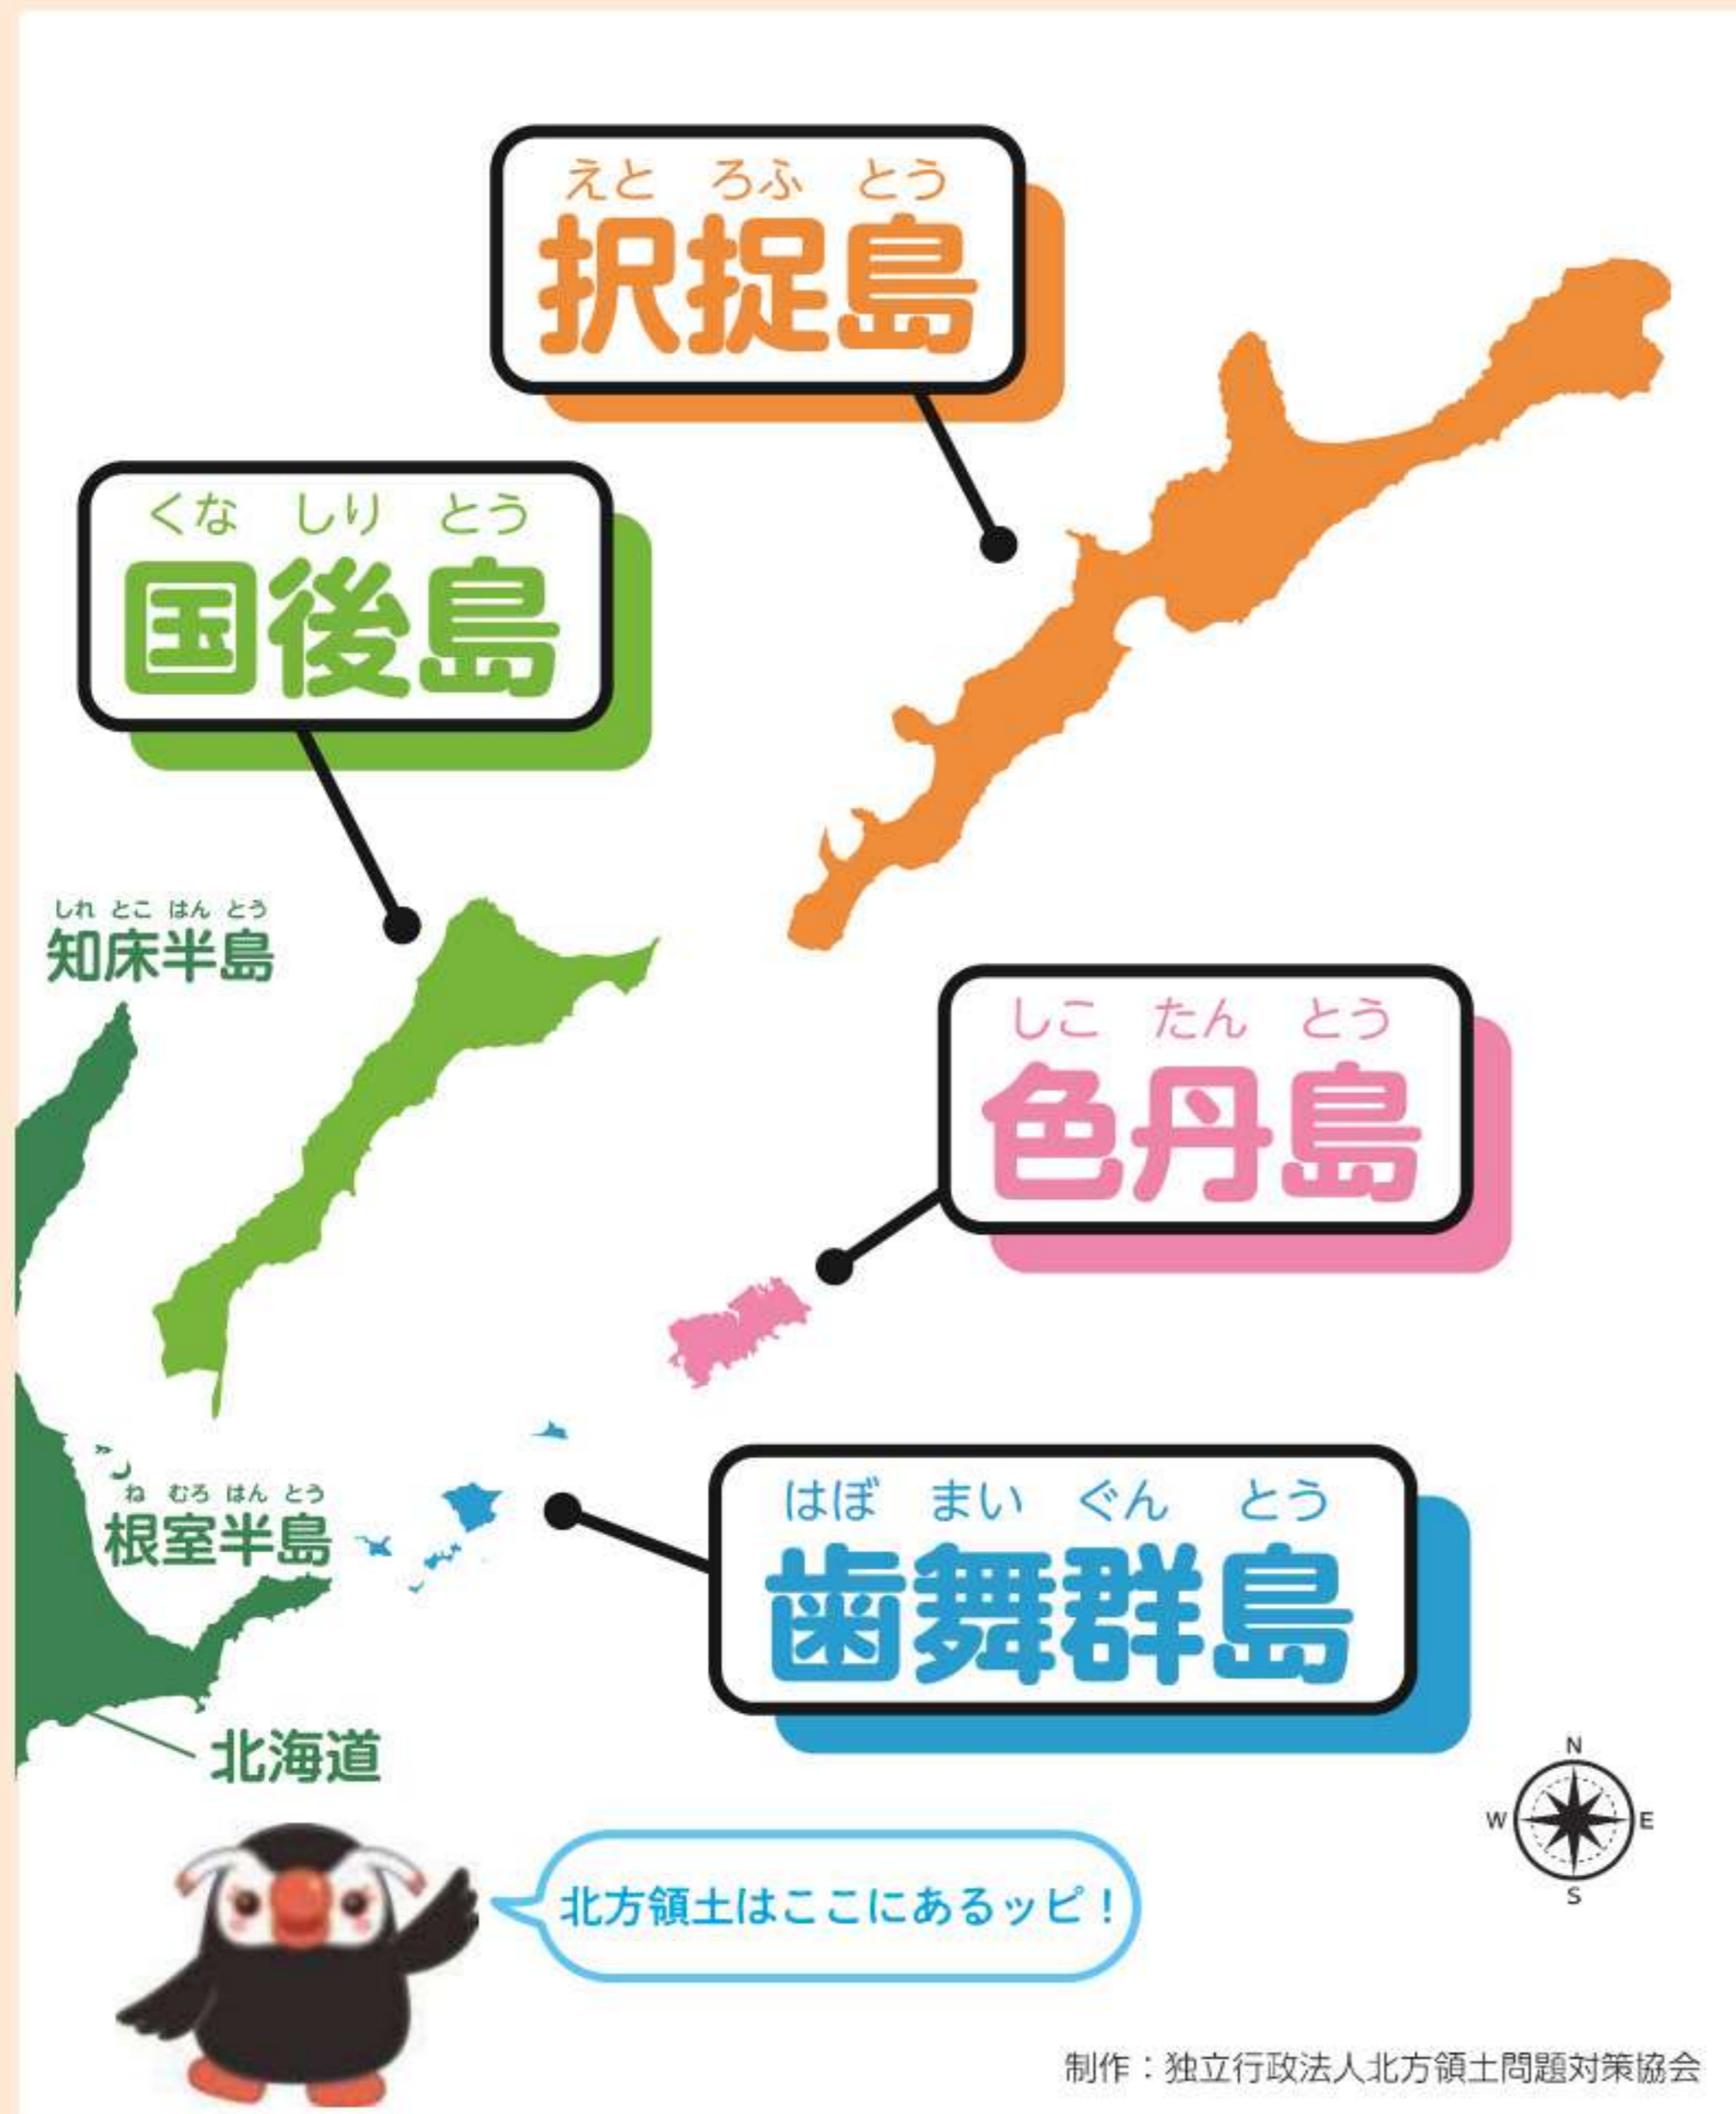 えと ろふ とう
択捉島
くな しり とう
国後島
しれ とこ はん とう
知床半島
しこ たん とう
色丹島
はぼ まい ぐん とう
歯舞群島
ね むろ はん とう
根室半島
北海道
N
W
E
S
北方領土はここにあるッピ！
制作：独立行政法人北方領土問題対策協会